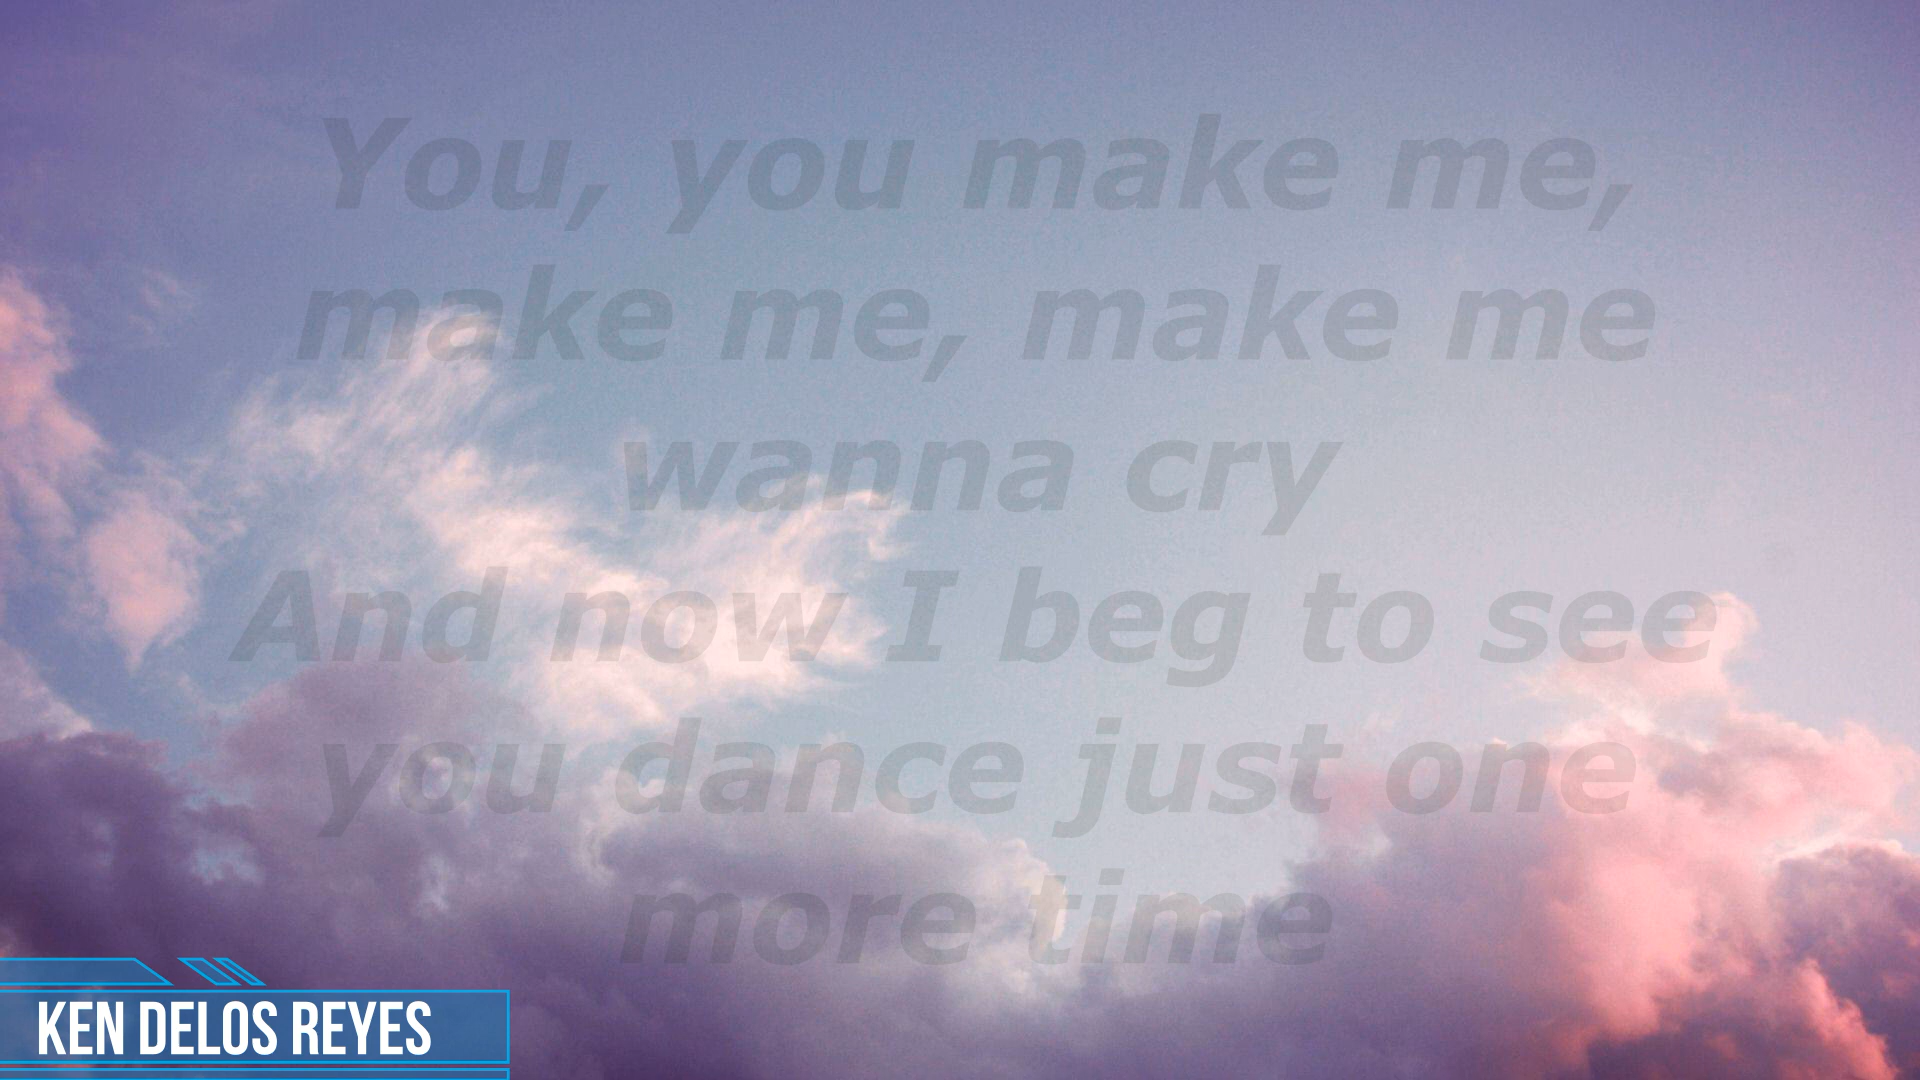 You, you make me,
make me, make me
wanna cry
And now I beg to see
you dance just one
more time
KEN DELOS REYES